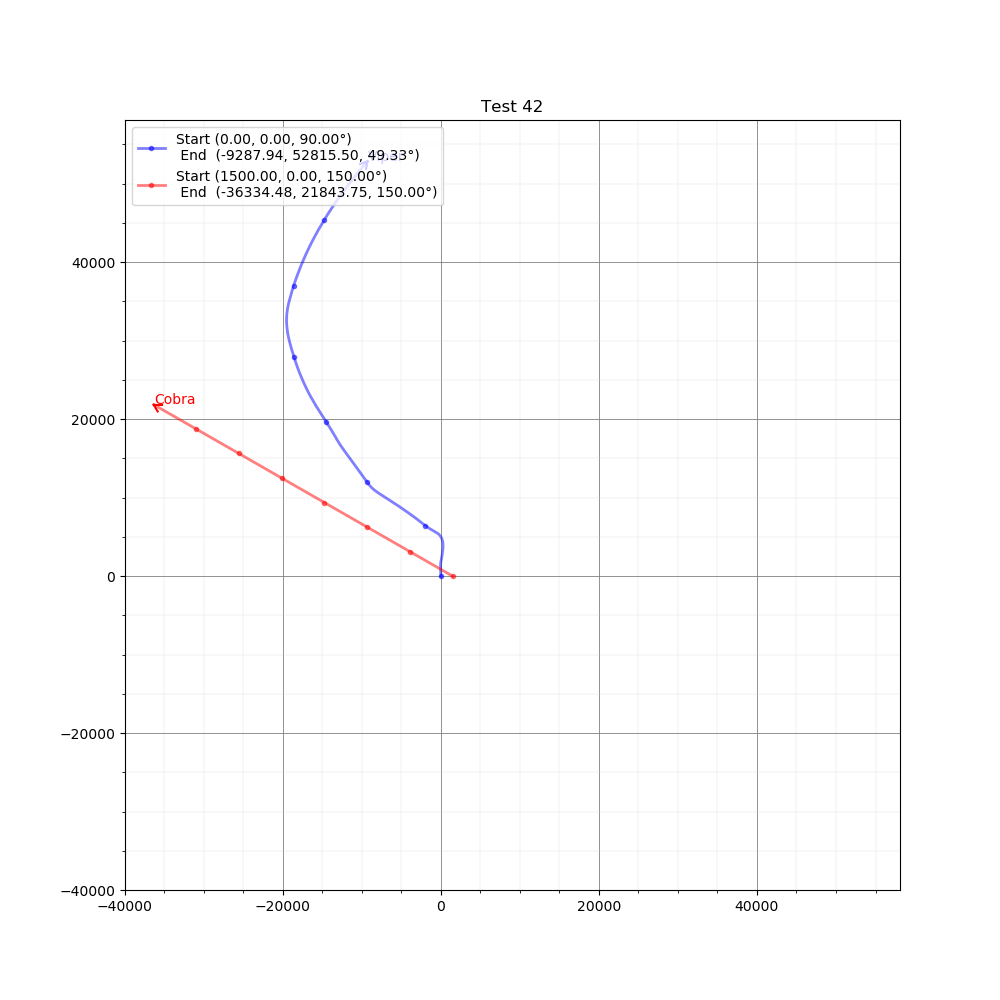 Test 42
Start (0.00, 0.00, 90.00°)
End (-9287.94, 52815.50, 49.33°)
Start (1500.00, 0.00, 150.00°)
End (-36334.48, 21843.75, 150.00°)
40000
20000
Cobra
0
−20000
−40000
−40000 −20000 0 20000 40000